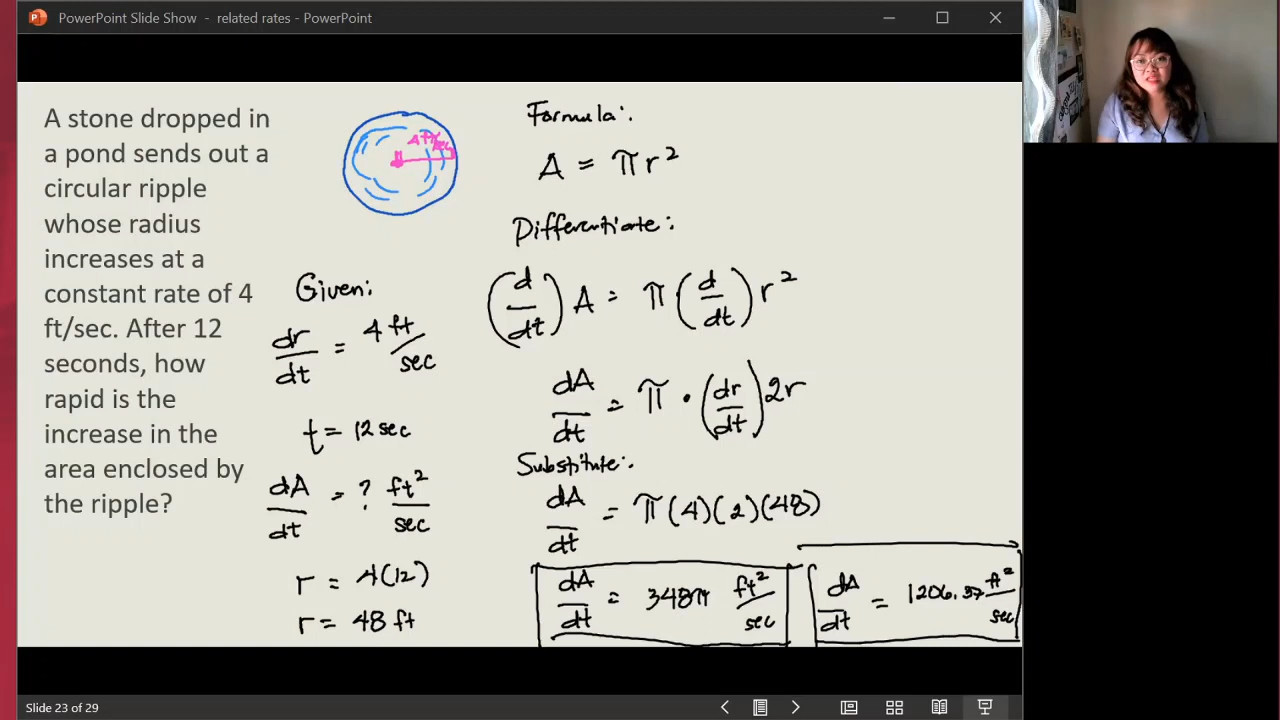 PowerPoint Slide Show - related rates - PowerPoint
A stone dropped in
a pond sends out a
circular ripple
whose radius
increases at a
constant rate of 4
ft/sec. After 12
seconds, how
rapid is the
increase in the
area enclosed by
the ripple?
4 ft/sec
Given:
dr/dt = 4 ft/sec
t = 12 sec
dA/dt = ? ft²/sec
r = 4(12)
r = 48 ft
Formula:
A = πr²
Differentiate:
(d/dt) A = π (d/dt) r²
dA/dt = π · (dr/dt) 2r
Substitute:
dA/dt = π(4)(2)(48)
dA/dt = 348π ft²/sec
dA/dt = 1206.37 ft²/sec
Slide 23 of 29